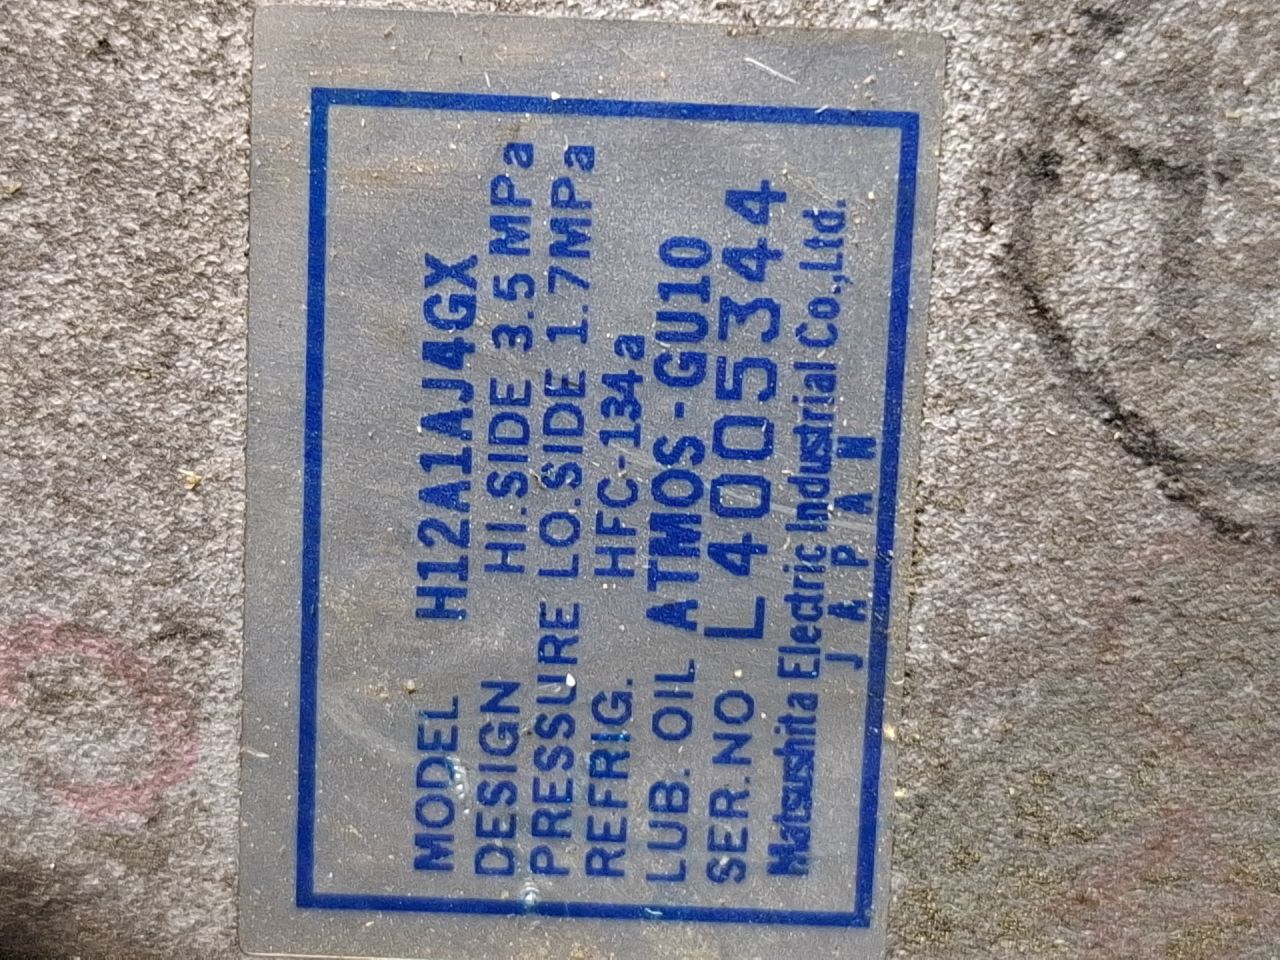 MODEL H12A1AJ4GX
DESIGN HI.SIDE 3.5 MPa
PRESSURE LO.SIDE 1.7MPa
REFRIG. HFC-134a
LUB. OIL ATMOS-GU10
SER.NO L4005344
Matsushita Electric Industrial Co.,Ltd.
JAPAN